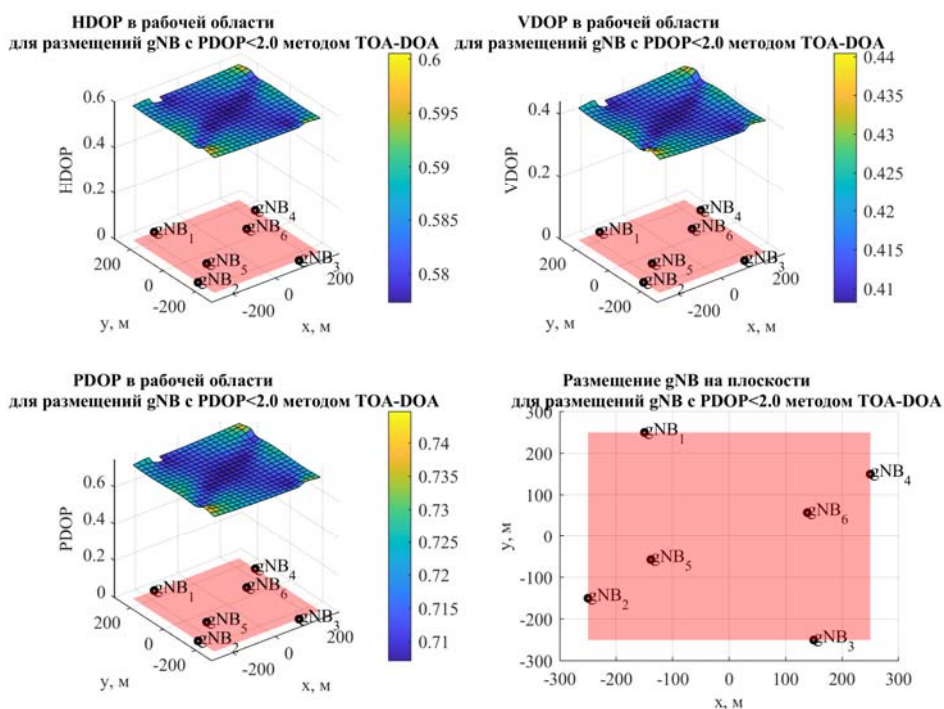 HDOP в рабочей области
для размещений gNB с PDOP<2.0 методом TOA-DOA
0.6
0.4
0.2
0
HDOP
200
0
-200
y, м
-200
0
200
x, м
gNB1
gNB2
gNB3
gNB4
gNB5
gNB6
0.6
0.595
0.59
0.585
0.58
VDOP в рабочей области
для размещений gNB с PDOP<2.0 методом TOA-DOA
0.4
0.2
0
VDOP
200
0
-200
y, м
-200
0
200
x, м
gNB1
gNB2
gNB3
gNB4
gNB5
gNB6
0.44
0.435
0.43
0.425
0.42
0.415
0.41
PDOP в рабочей области
для размещений gNB с PDOP<2.0 методом TOA-DOA
0.6
0.4
0.2
0
PDOP
200
0
-200
y, м
-200
0
200
x, м
gNB1
gNB2
gNB3
gNB4
gNB5
gNB6
0.74
0.735
0.73
0.725
0.72
0.715
0.71
Размещение gNB на плоскости
для размещений gNB с PDOP<2.0 методом TOA-DOA
300
200
100
0
-100
-200
-300
y, м
-300
-200
-100
0
100
200
300
x, м
gNB1
gNB4
gNB6
gNB5
gNB2
gNB3